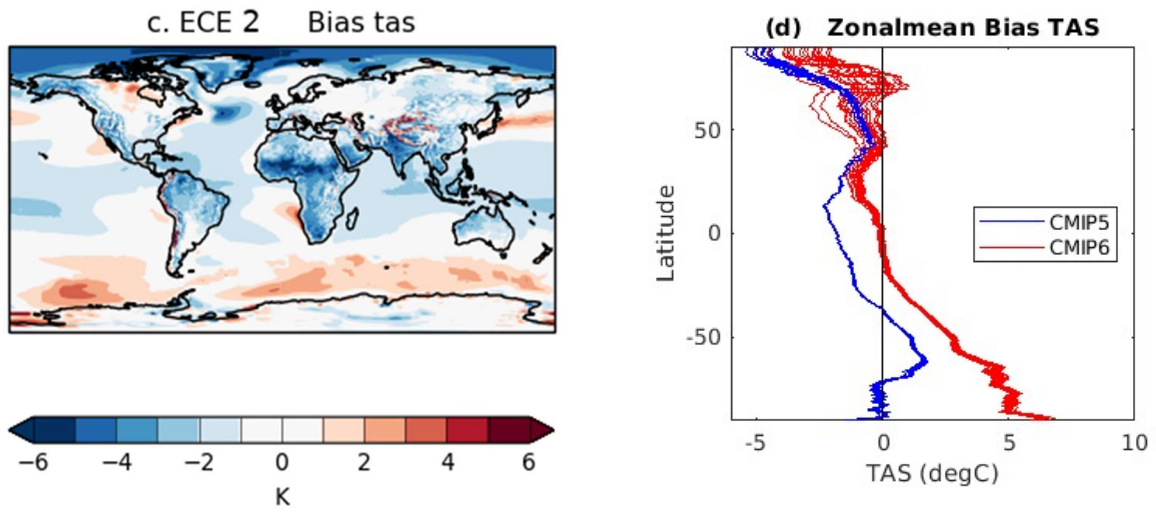 c. ECE 2 Bias tas
−6 −4 −2 0 2 4 6
K
(d) Zonalmean Bias TAS
50
0
-50
Latitude
CMIP5
CMIP6
-5 0 5 10
TAS (degC)